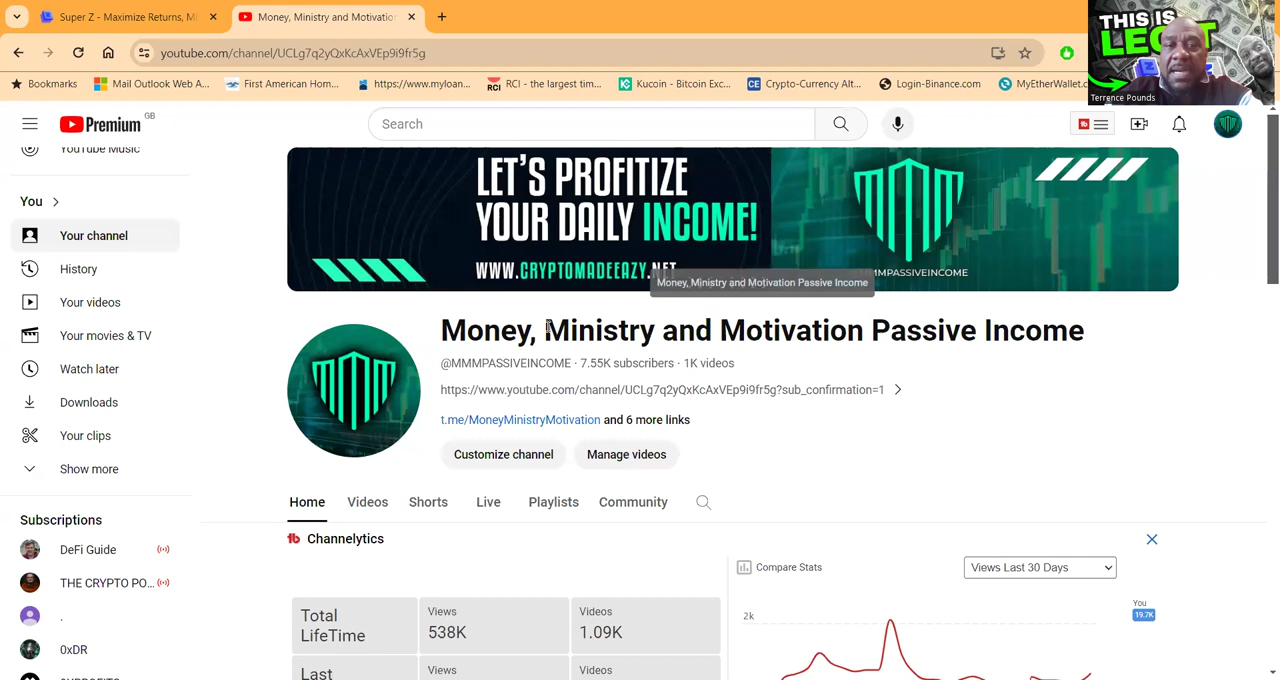 Super Z - Maximize Returns, M
Money, Ministry and Motivation
youtube.com/channel/UCLg7q2yQxKcAxVEp9i9fr5g
Bookmarks
Mail Outlook Web A...
First American Hom...
https://www.myloan...
RCI - the largest tim...
Kucoin - Bitcoin Exc...
Crypto-Currency Alt...
Login-Binance.com
MyEtherWallet.c
THIS IS
LEGIT
Terrence Pounds
Premium GB
Search
YouTube Music
You
Your channel
History
Your videos
Your movies & TV
Watch later
Downloads
Your clips
Show more
Subscriptions
DeFi Guide
THE CRYPTO PO...
.
0xDR
LET'S PROFITIZE
YOUR DAILY INCOME!
WWW.CRYPTOMADEEAZY.NET
MMPASSIVEINCOME
Money, Ministry and Motivation Passive Income
Money, Ministry and Motivation Passive Income
@MMMPASSIVEINCOME · 7.55K subscribers · 1K videos
https://www.youtube.com/channel/UCLg7q2yQxKcAxVEp9i9fr5g?sub_confirmation=1
t.me/MoneyMinistryMotivation and 6 more links
Customize channel
Manage videos
Home
Videos
Shorts
Live
Playlists
Community
Channelytics
Compare Stats
Views Last 30 Days
Total
LifeTime
Views
538K
Videos
1.09K
Last
Views
Videos
2k
You
19.7K